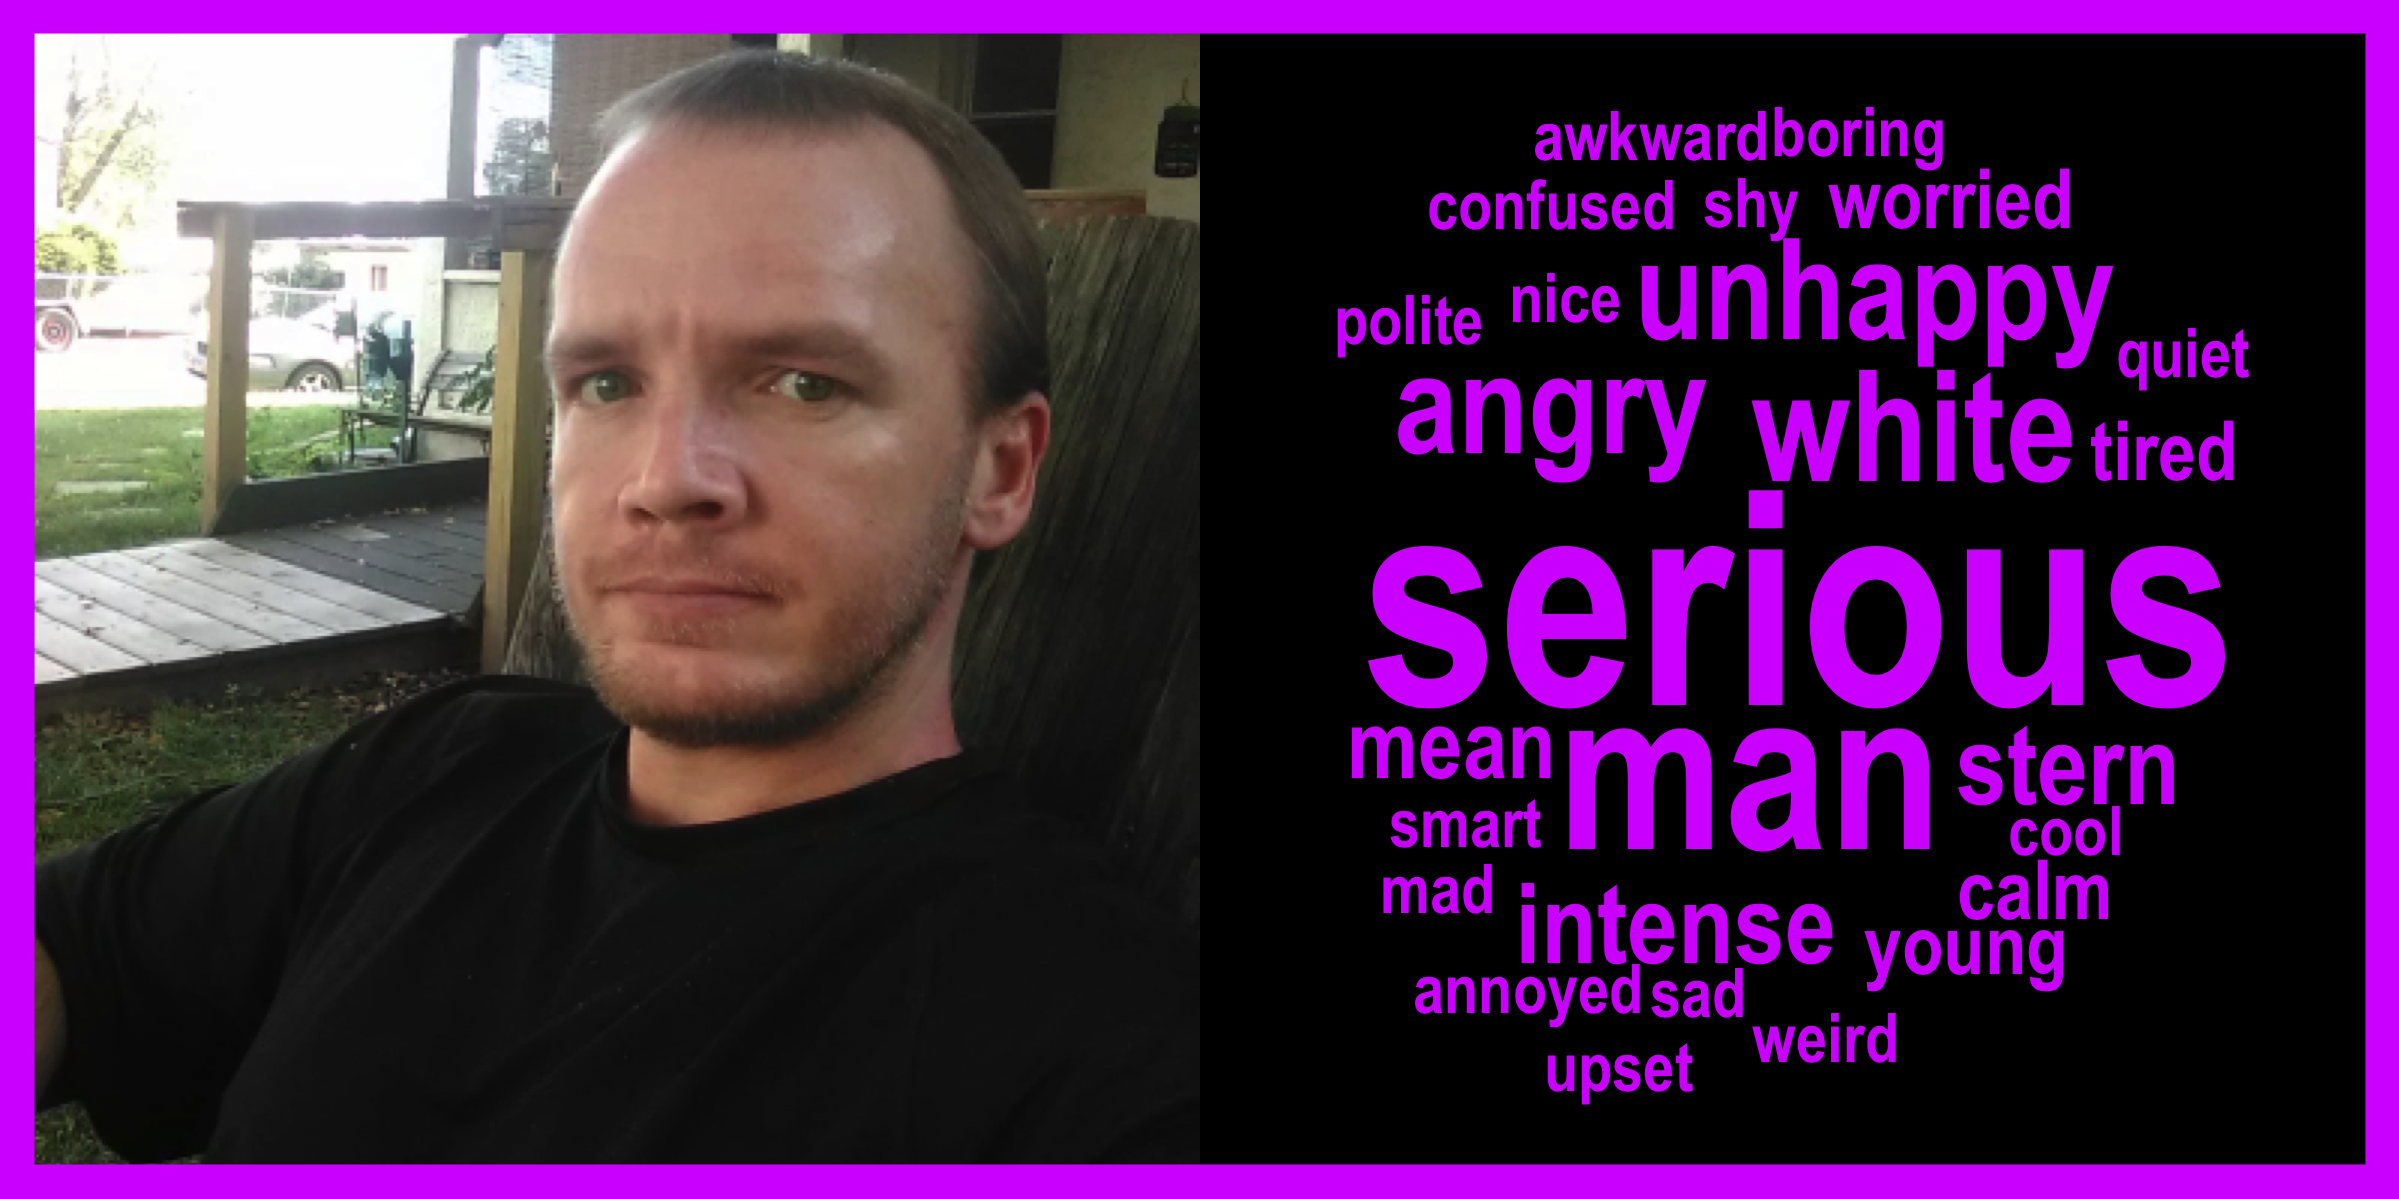 awkward boring
confused shy worried
polite nice unhappy quiet
angry white tired
serious
mean man stern
smart cool
mad intense calm
young
annoyed sad
weird
upset